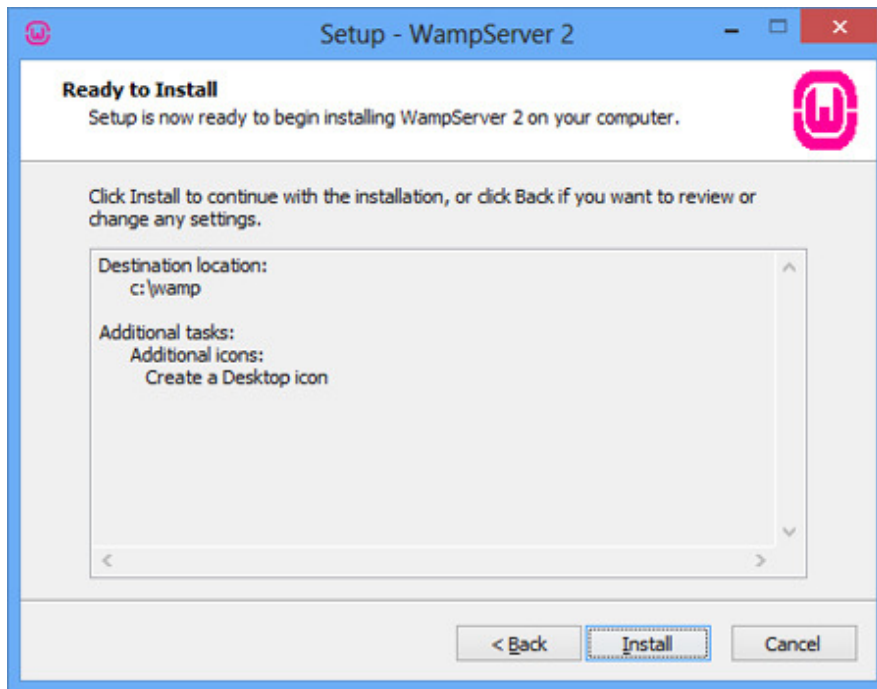 Setup - WampServer 2
Ready to Install
Setup is now ready to begin installing WampServer 2 on your computer.
Click Install to continue with the installation, or click Back if you want to review or
change any settings.
Destination location:
c:\wamp
Additional tasks:
Additional icons:
Create a Desktop icon
< Back
Install
Cancel